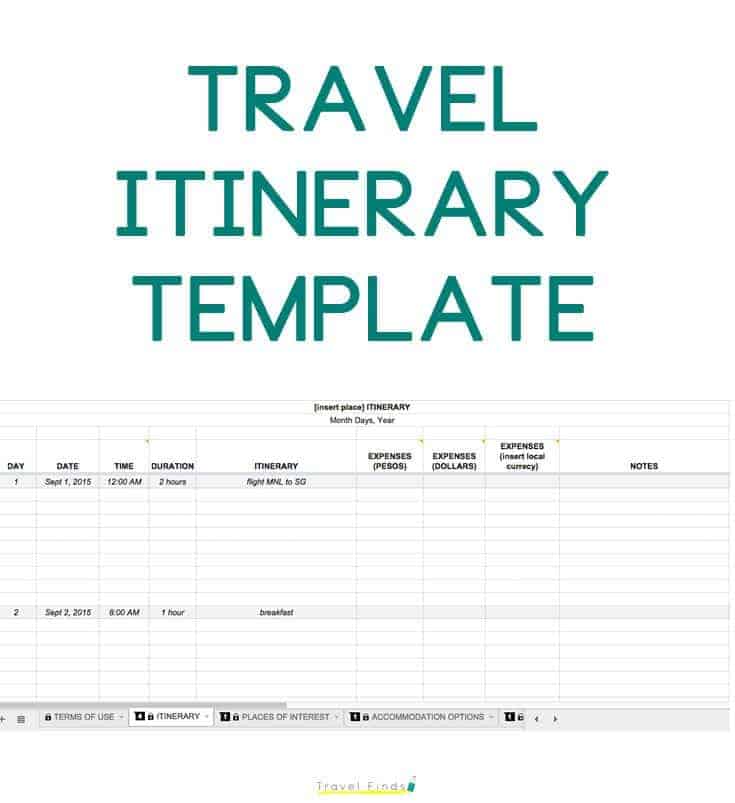 TRAVEL
ITINERARY
TEMPLATE
[insert place] ITINERARY
Month Days, Year
DAY DATE TIME DURATION ITINERARY EXPENSES (PESOS) EXPENSES (DOLLARS) EXPENSES (insert local currecy) NOTES
1 Sept 1, 2015 12:00 AM 2 hours flight MNL to SG
2 Sept 2, 2015 8:00 AM 1 hour breakfast
TERMS OF USE ITINERARY PLACES OF INTEREST ACCOMMODATION OPTIONS
Travel Finds